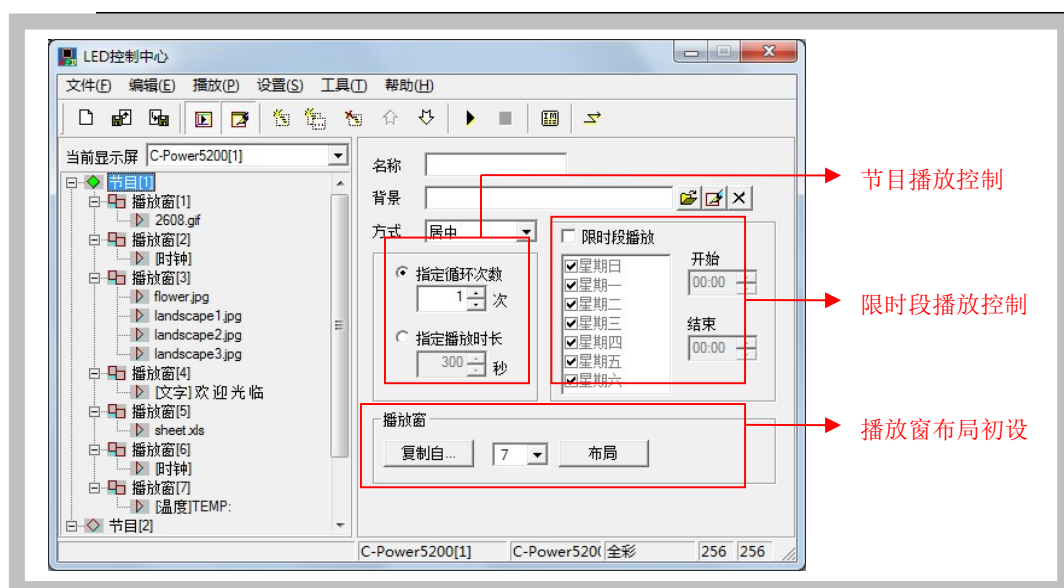 LED控制中心
文件(F) 编辑(E) 播放(P) 设置(S) 工具(T) 帮助(H)
当前显示屏 C-Power5200[1]
节目[1]
播放窗[1]
2608.gif
播放窗[2]
[时钟]
播放窗[3]
flower.jpg
landscape1.jpg
landscape2.jpg
landscape3.jpg
播放窗[4]
[文字]欢迎光临
播放窗[5]
sheet.xls
播放窗[6]
[时钟]
播放窗[7]
[温度]TEMP:
节目[2]
名称
背景
方式 居中
指定循环次数
1 次
指定播放时长
300 秒
限时段播放
星期日
星期一
星期二
星期三
星期四
星期五
星期六
开始
00:00
结束
00:00
播放窗
复制自... 7 布局
C-Power5200[1] C-Power520( 全彩 256 256
节目播放控制
限时段播放控制
播放窗布局初设